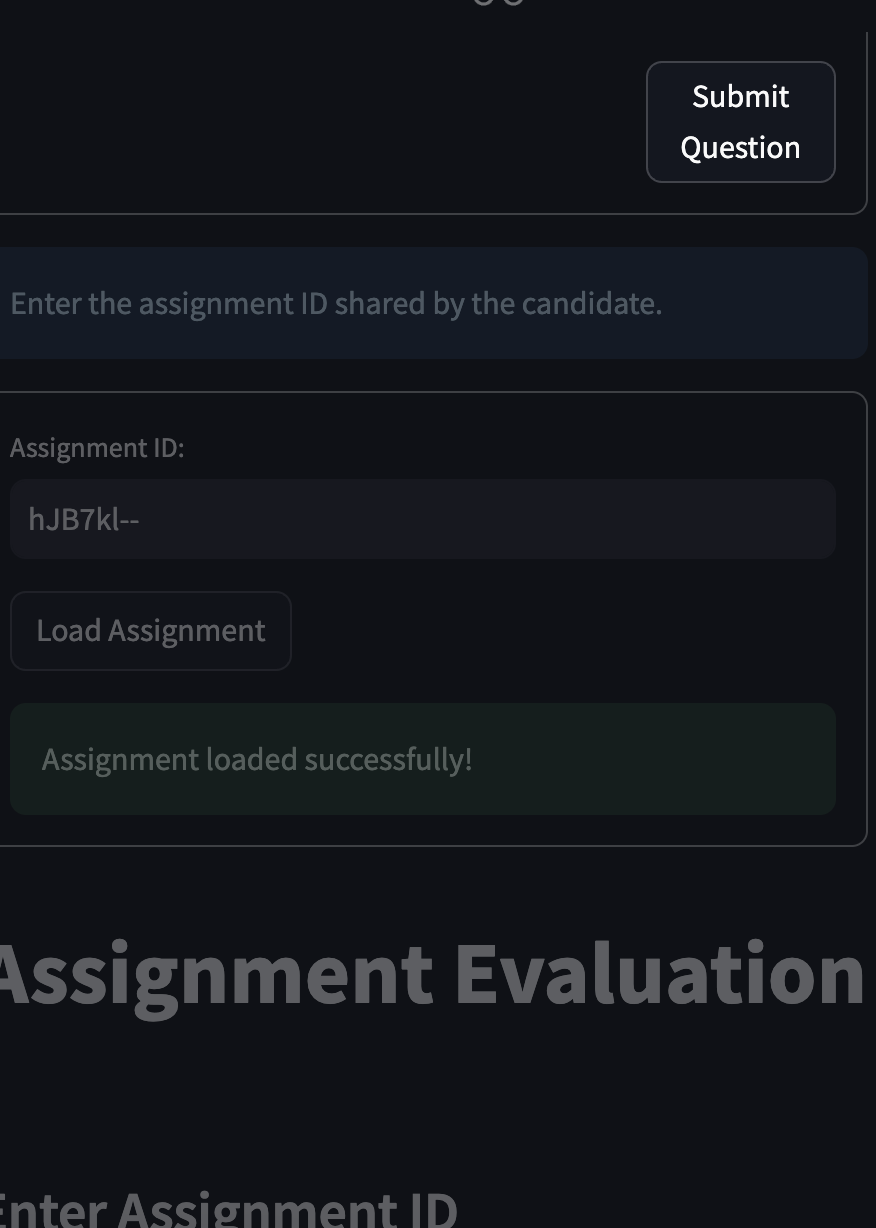 Submit
Question
Enter the assignment ID shared by the candidate.
Assignment ID:
hJB7kl--
Load Assignment
Assignment loaded successfully!
Assignment Evaluation
Enter Assignment ID